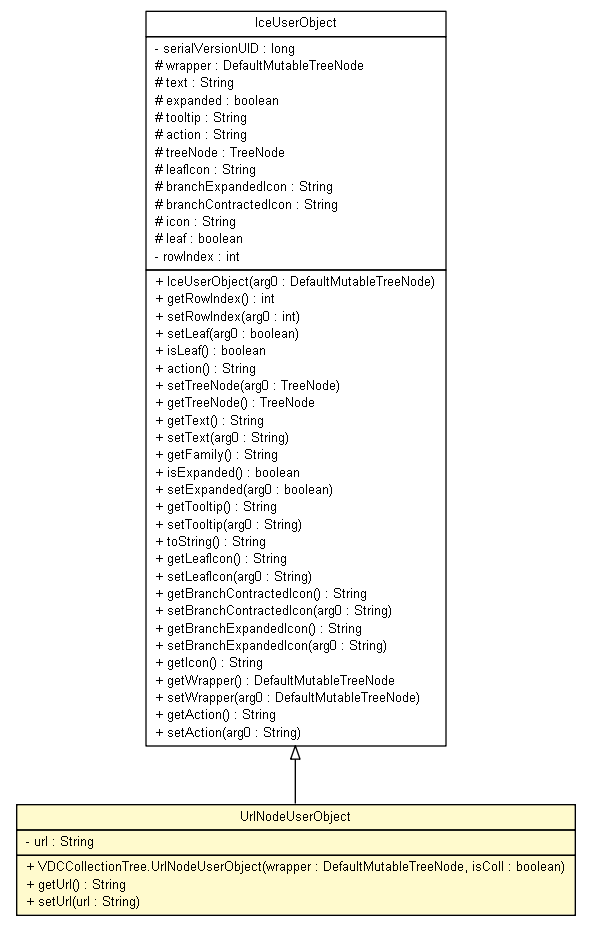 IceUserObject
- serialVersionUID : long
# wrapper : DefaultMutableTreeNode
# text : String
# expanded : boolean
# tooltip : String
# action : String
# treeNode : TreeNode
# leafIcon : String
# branchExpandedIcon : String
# branchContractedIcon : String
# icon : String
# leaf : boolean
- rowIndex : int
+ IceUserObject(arg0 : DefaultMutableTreeNode)
+ getRowIndex() : int
+ setRowIndex(arg0 : int)
+ setLeaf(arg0 : boolean)
+ isLeaf() : boolean
+ action() : String
+ setTreeNode(arg0 : TreeNode)
+ getTreeNode() : TreeNode
+ getText() : String
+ setText(arg0 : String)
+ getFamily() : String
+ isExpanded() : boolean
+ setExpanded(arg0 : boolean)
+ getTooltip() : String
+ setTooltip(arg0 : String)
+ toString() : String
+ getLeafIcon() : String
+ setLeafIcon(arg0 : String)
+ getBranchContractedIcon() : String
+ setBranchContractedIcon(arg0 : String)
+ getBranchExpandedIcon() : String
+ setBranchExpandedIcon(arg0 : String)
+ getIcon() : String
+ getWrapper() : DefaultMutableTreeNode
+ setWrapper(arg0 : DefaultMutableTreeNode)
+ getAction() : String
+ setAction(arg0 : String)
UrlNodeUserObject
- url : String
+ VDCCollectionTree.UrlNodeUserObject(wrapper : DefaultMutableTreeNode, isColl : boolean)
+ getUrl() : String
+ setUrl(url : String)